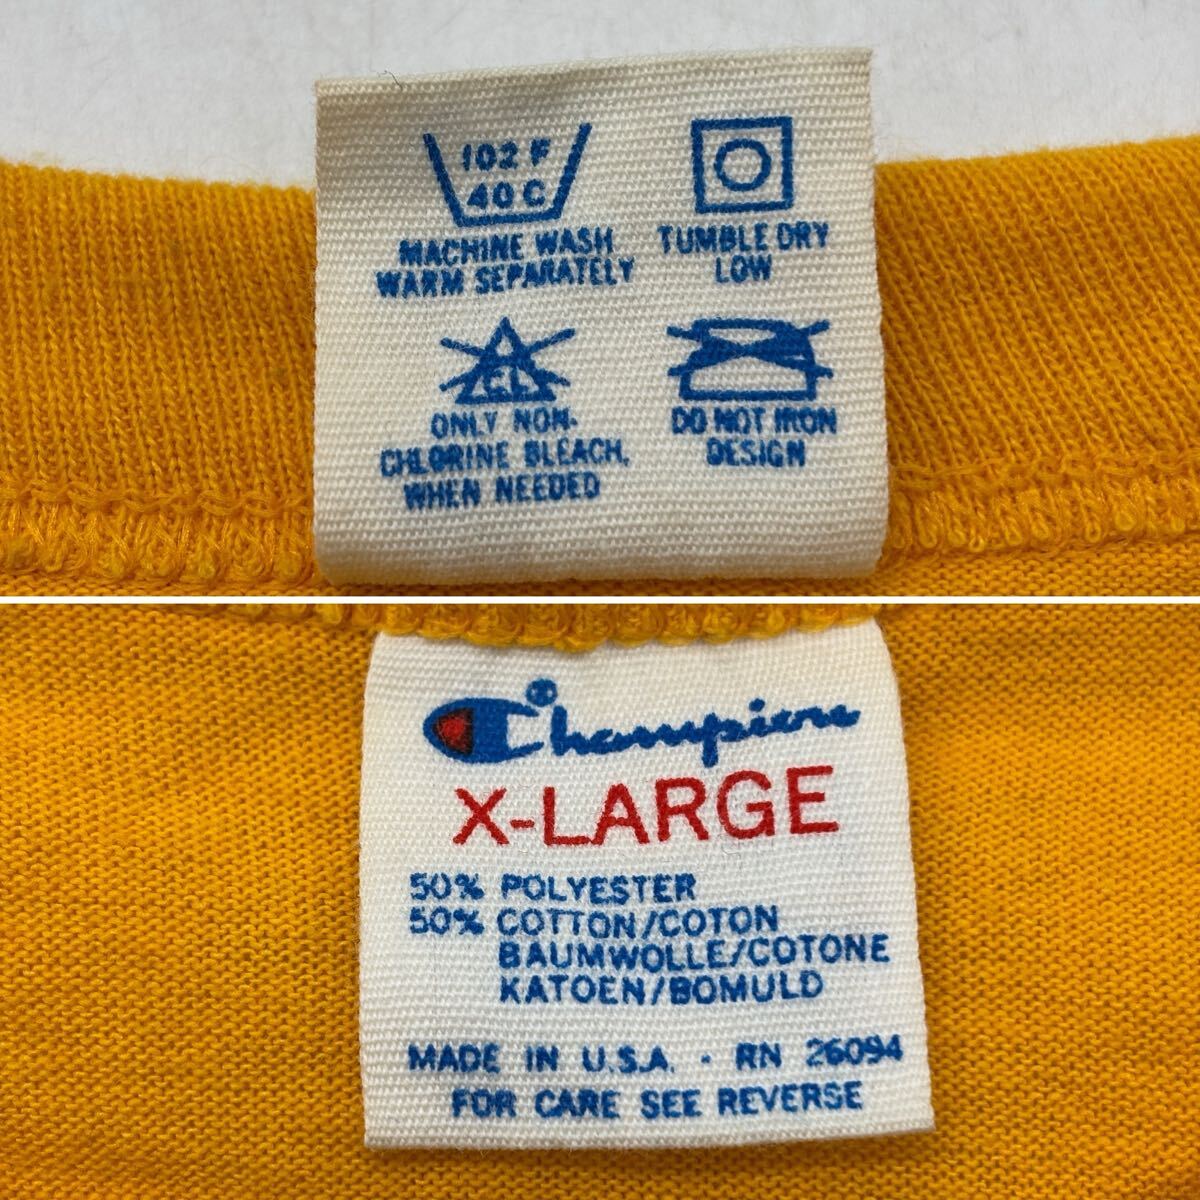 102 F
40 C
MACHINE WASH
WARM SEPARATELY
TUMBLE DRY
LOW
CL
ONLY NON-
CHLORINE BLEACH,
WHEN NEEDED
DO NOT IRON
DESIGN
Champion®
X-LARGE
50% POLYESTER
50% COTTON/COTON
BAUMWOLLE/COTONE
KATOEN/BOMULD
MADE IN U.S.A. · RN 26094
FOR CARE SEE REVERSE